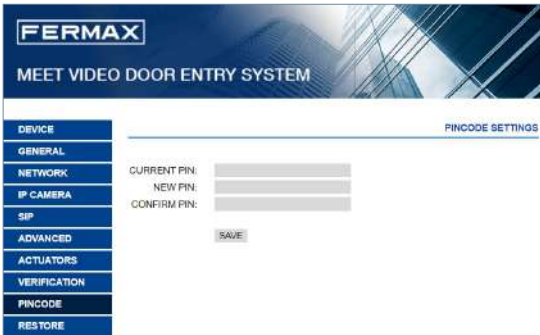 FERMAX
MEET VIDEO DOOR ENTRY SYSTEM
PINCODE SETTINGS
DEVICE
GENERAL
NETWORK
IP CAMERA
SIP
ADVANCED
ACTUATORS
VERIFICATION
PINCODE
RESTORE
CURRENT PIN:
NEW PIN:
CONFIRM PIN:
SAVE